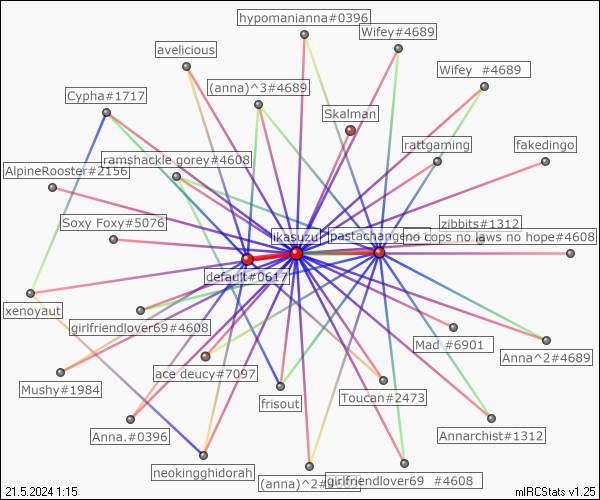 hypomanianna#0396
Wifey#4689
avelicious
Wifey #4689
(anna)^3#4689
Cypha#1717
Skalman
rattgaming
fakedingo
ramshackle gorey#4608
AlpineRooster#2156
Soxy Foxy#5076
zibbits#1312
ikasuzu
no cops no laws no hope#4608
default#0617
xenoyaut
girlfriendlover69#4608
Mad #6901
Anna^2#4689
ace deucy#7097
Mushy#1984
Toucan#2473
frisout
Anna.#0396
Annarchist#1312
neokingghidorah
(anna)^2
girlfriendlover69 #4608
21.5.2024 1:15
mIRCStats v1.25